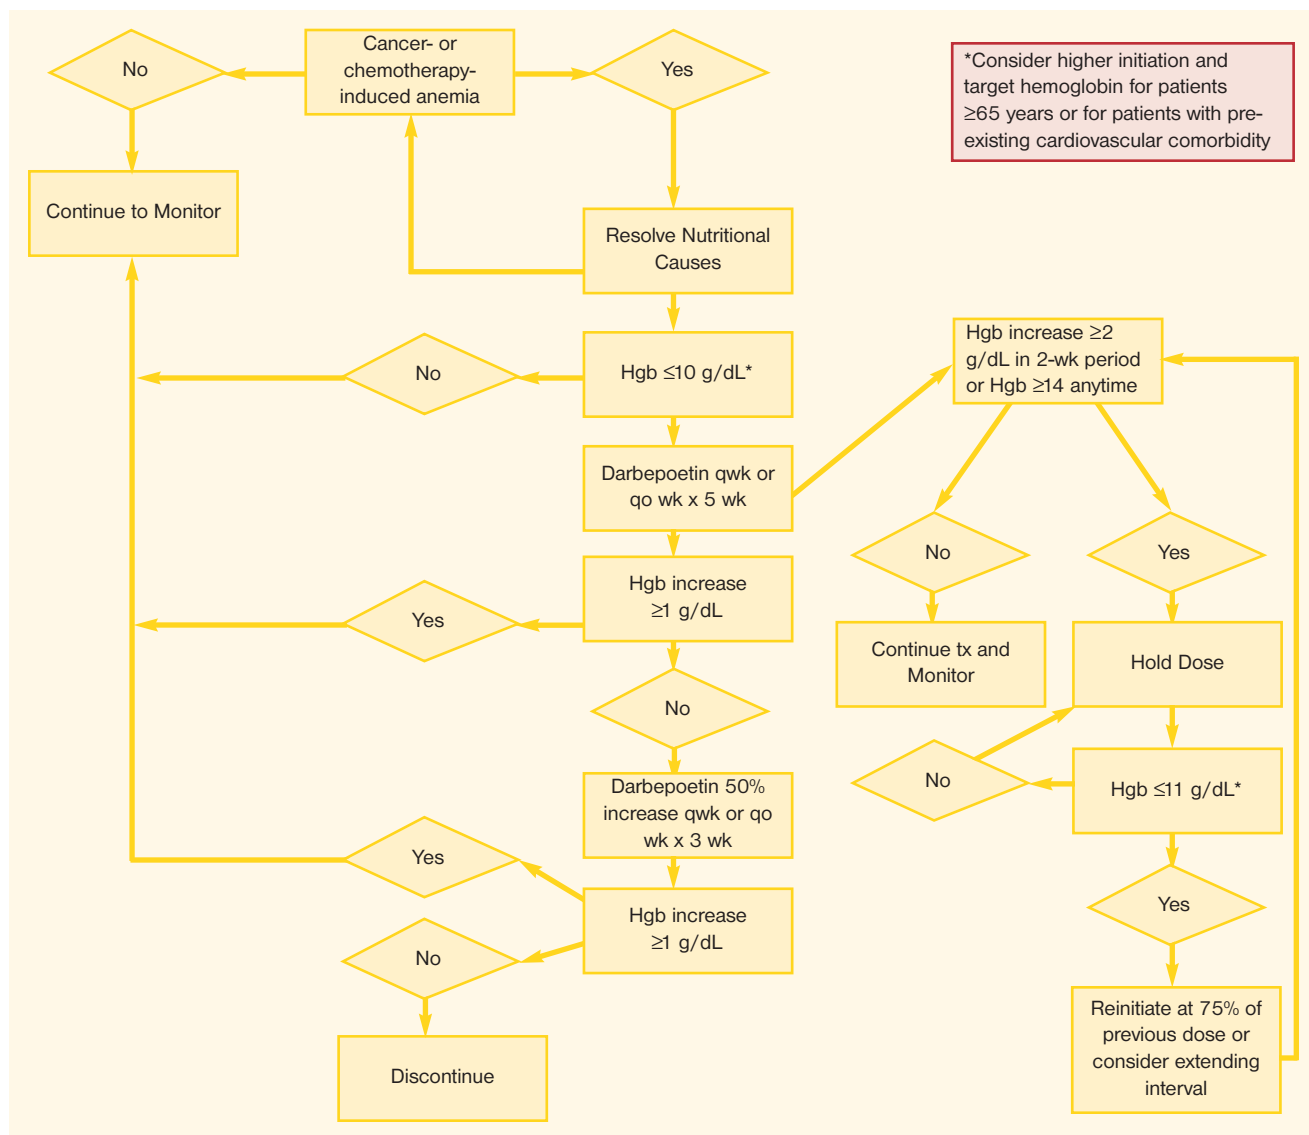 No
Cancer- or
chemotherapy-
induced anemia
Yes
*Consider higher initiation and
target hemoglobin for patients
≥65 years or for patients with pre-
existing cardiovascular comorbidity
Continue to Monitor
Resolve Nutritional
Causes
No
Hgb ≤10 g/dL*
Hgb increase ≥2
g/dL in 2-wk period
or Hgb ≥14 anytime
Darbepoetin qwk or
qo wk x 5 wk
No
Yes
Yes
Hgb increase
≥1 g/dL
Continue tx and
Monitor
Hold Dose
No
No
Hgb ≤11 g/dL*
Darbepoetin 50%
increase qwk or qo
wk x 3 wk
Yes
Hgb increase
≥1 g/dL
Yes
No
Reinitiate at 75% of
previous dose or
consider extending
interval
Discontinue